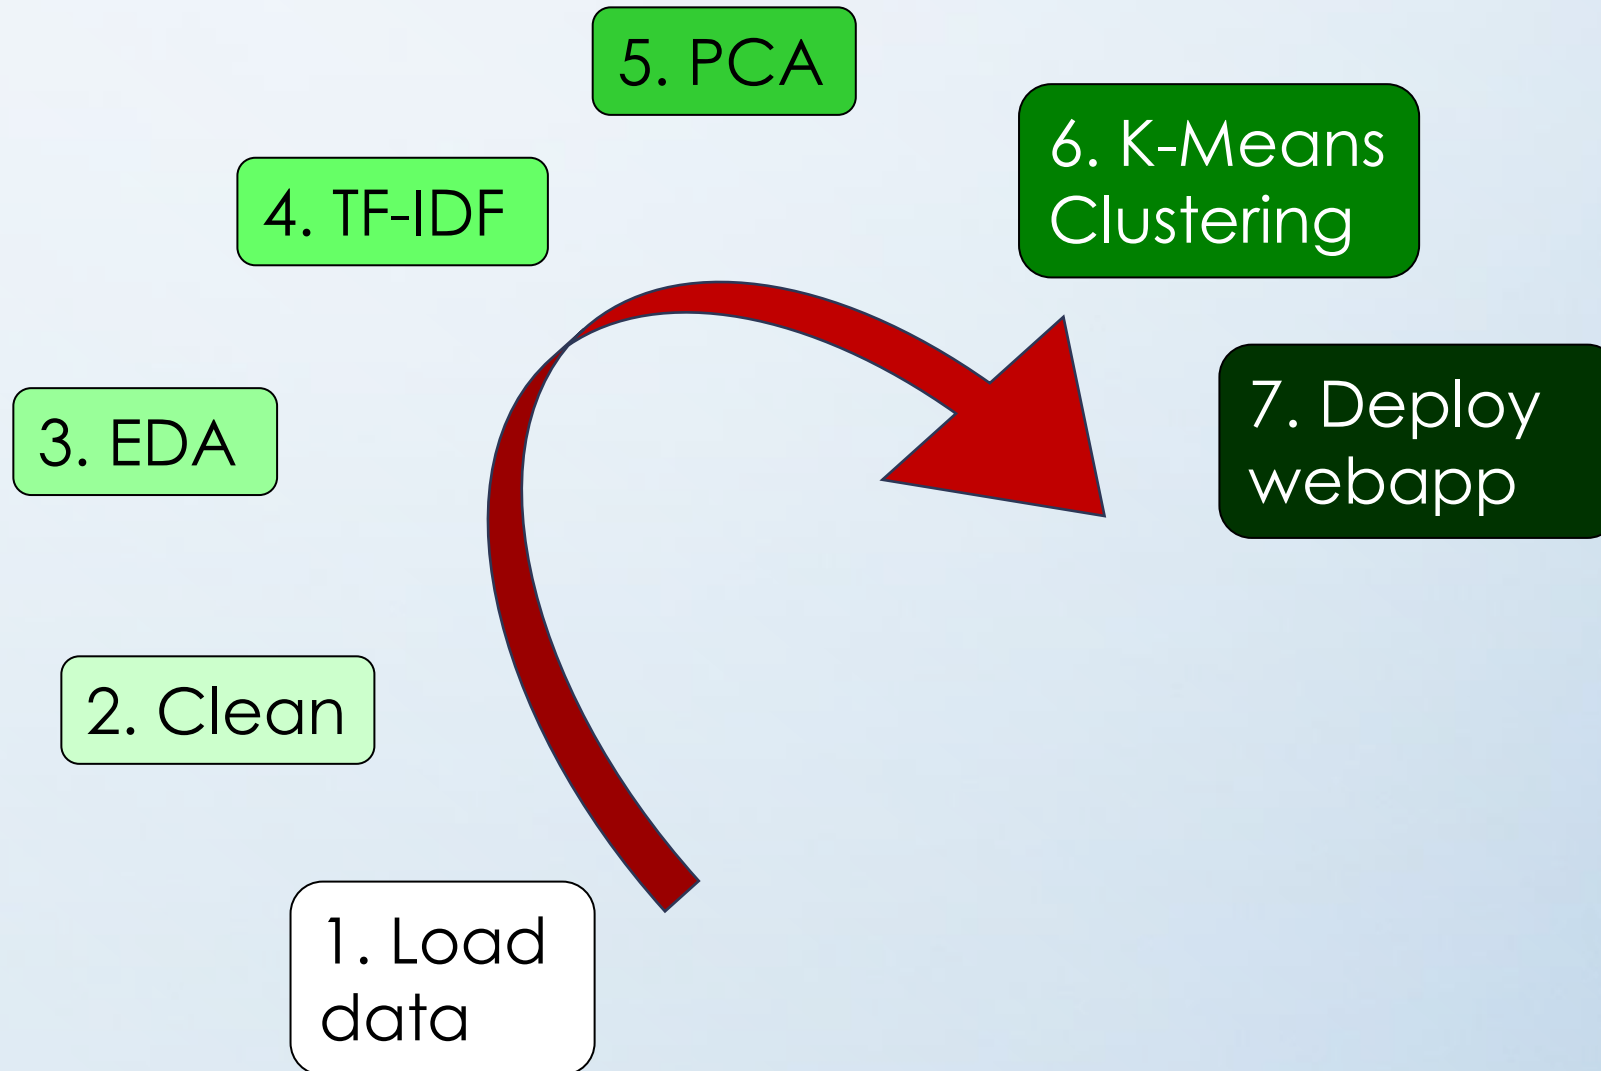 1. Load
data
2. Clean
3. EDA
4. TF-IDF
5. PCA
6. K-Means
Clustering
7. Deploy
webapp